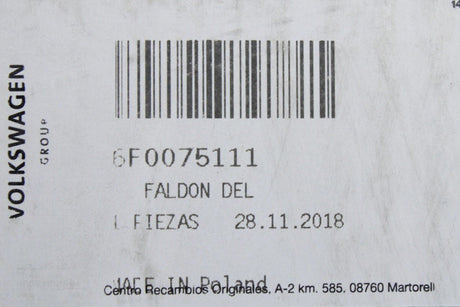 14
VOLKSWAGEN
GROUP
6F0075111
FALDON DEL
PIEZAS 28.11.2018
MADE IN Poland
Centro Recambios Originales, A-2 km. 585, 08760 Martorell